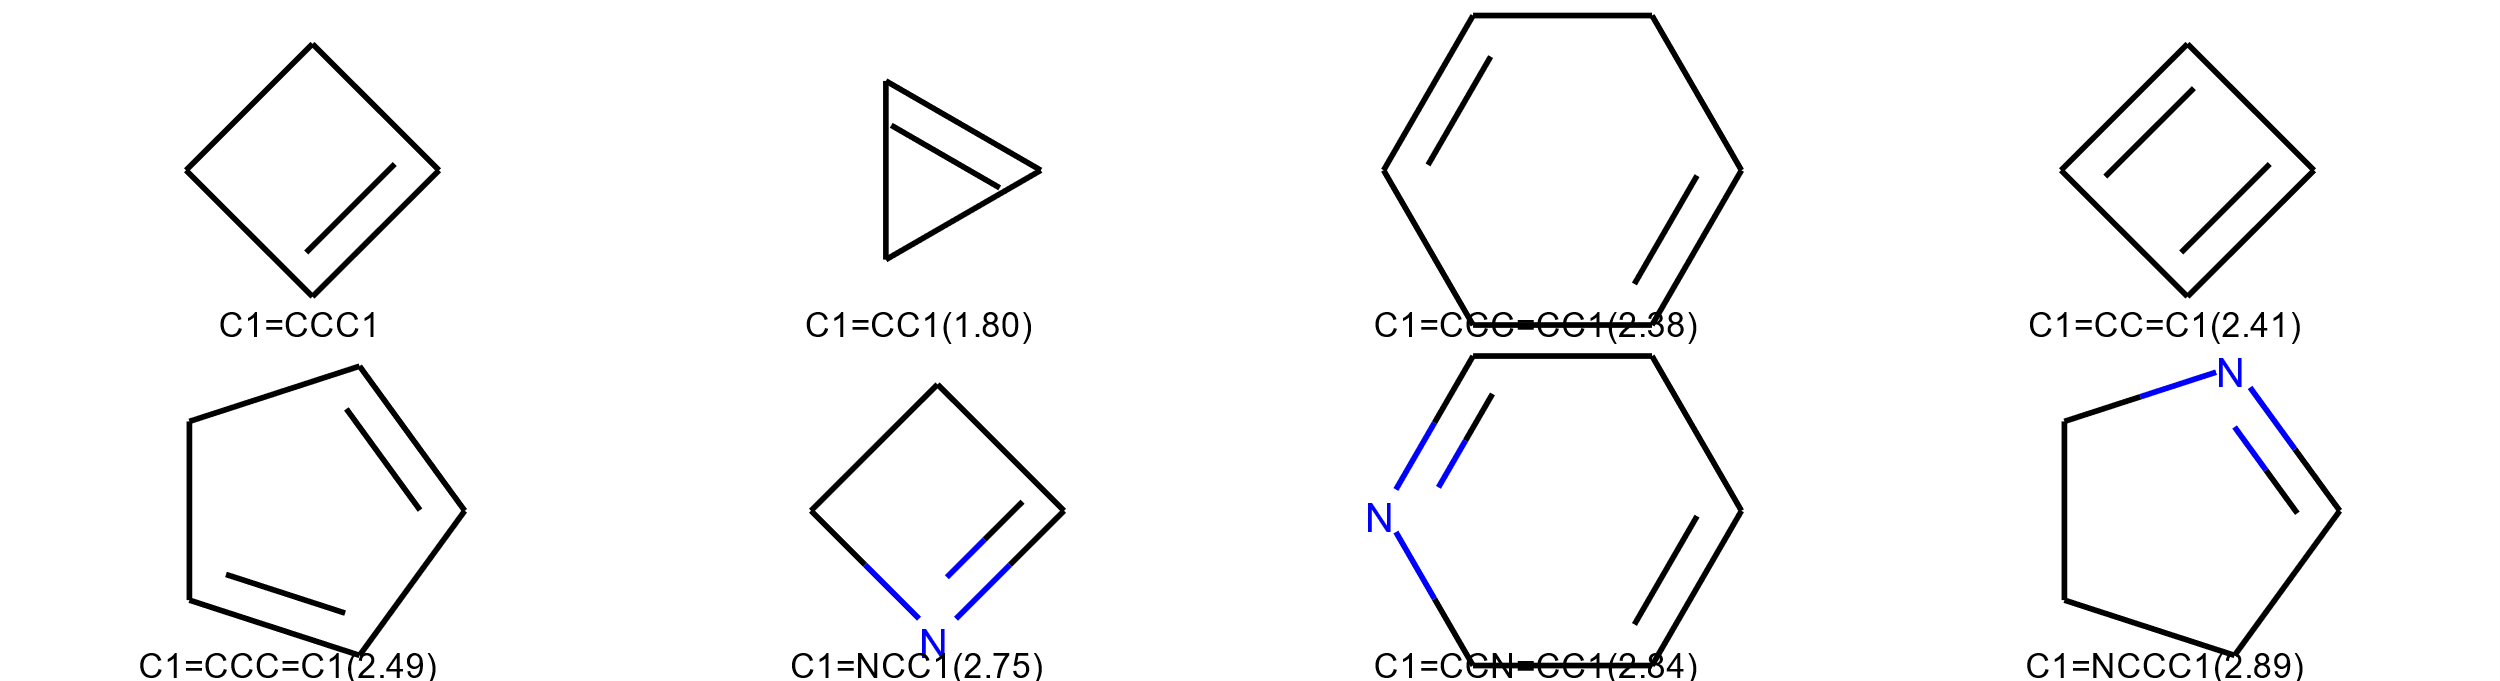 C1=CCC1
C1=CC1(1.80)
C1=CCC=CC1(2.38)
C1=CC=C1(2.41)
N
N
N
C1=CCC=C1(2.49)
C1=NCC1(2.75)
C1=CCN=CC1(2.84)
C1=NCCC1(2.89)